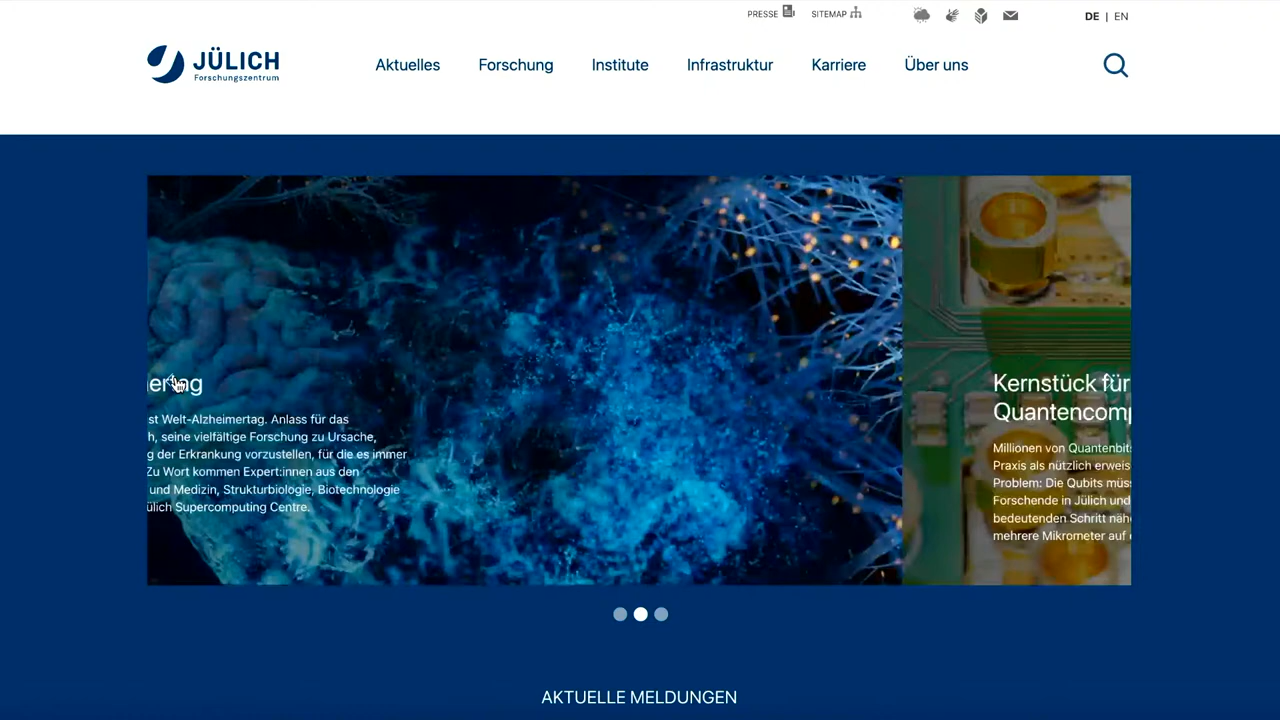 PRESSE
SITEMAP
DE | EN
JÜLICH
Forschungszentrum
Aktuelles
Forschung
Institute
Infrastruktur
Karriere
Über uns
st Welt-Alzheimertag. Anlass für das
h, seine vielfältige Forschung zu Ursache,
g der Erkrankung vorzustellen, für die es immer
Zu Wort kommen Expert:innen aus den
und Medizin, Strukturbiologie, Biotechnologie
ülich Supercomputing Centre.
Kernstück für
Quantencomp
Millionen von Quantenbits
Praxis als nützlich erweis
Problem: Die Qubits müss
Forschende in Jülich und
bedeutenden Schritt näh
mehrere Mikrometer auf
AKTUELLE MELDUNGEN